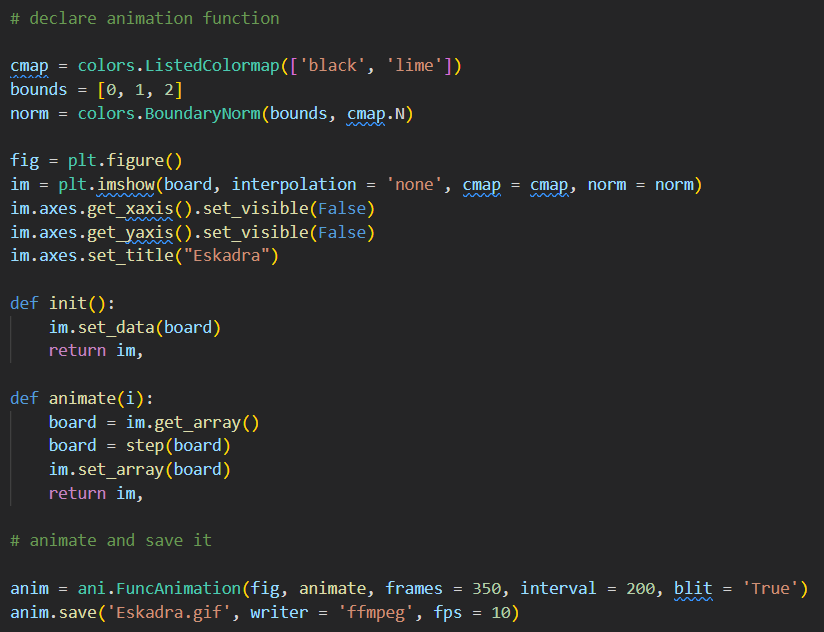 # declare animation function
cmap = colors.ListedColormap(['black', 'lime'])
bounds = [0, 1, 2]
norm = colors.BoundaryNorm(bounds, cmap.N)
fig = plt.figure()
im = plt.imshow(board, interpolation = 'none', cmap = cmap, norm = norm)
im.axes.get_xaxis().set_visible(False)
im.axes.get_yaxis().set_visible(False)
im.axes.set_title("Eskadra")
def init():
    im.set_data(board)
    return im,
def animate(i):
    board = im.get_array()
    board = step(board)
    im.set_array(board)
    return im,
# animate and save it
anim = ani.FuncAnimation(fig, animate, frames = 350, interval = 200, blit = 'True')
anim.save('Eskadra.gif', writer = 'ffmpeg', fps = 10)